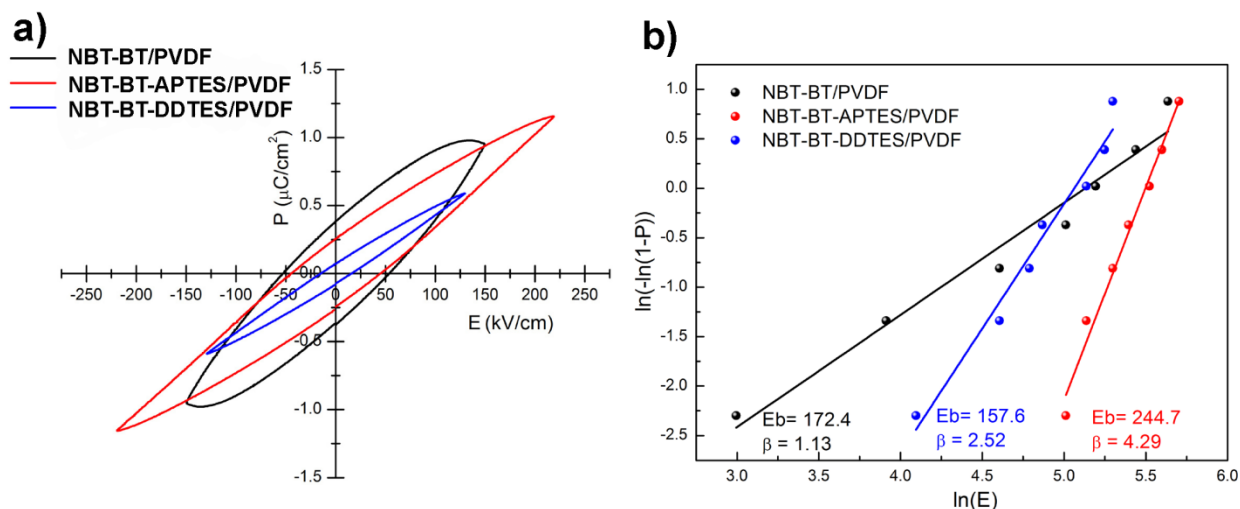 a)
NBT-BT/PVDF
NBT-BT-APTES/PVDF
NBT-BT-DDTES/PVDF
P (μC/cm²)
1.5
1.0
0.5
0.0
-0.5
-1.0
-1.5
-250 -200 -150 -100 -50 0 50 100 150 200 250
E (kV/cm)
b)
NBT-BT/PVDF
NBT-BT-APTES/PVDF
NBT-BT-DDTES/PVDF
ln(-ln(1-P))
1.0
0.5
0.0
-0.5
-1.0
-1.5
-2.0
-2.5
Eb= 172.4
β = 1.13
Eb= 157.6
β = 2.52
Eb= 244.7
β = 4.29
3.0 3.5 4.0 4.5 5.0 5.5 6.0
ln(E)